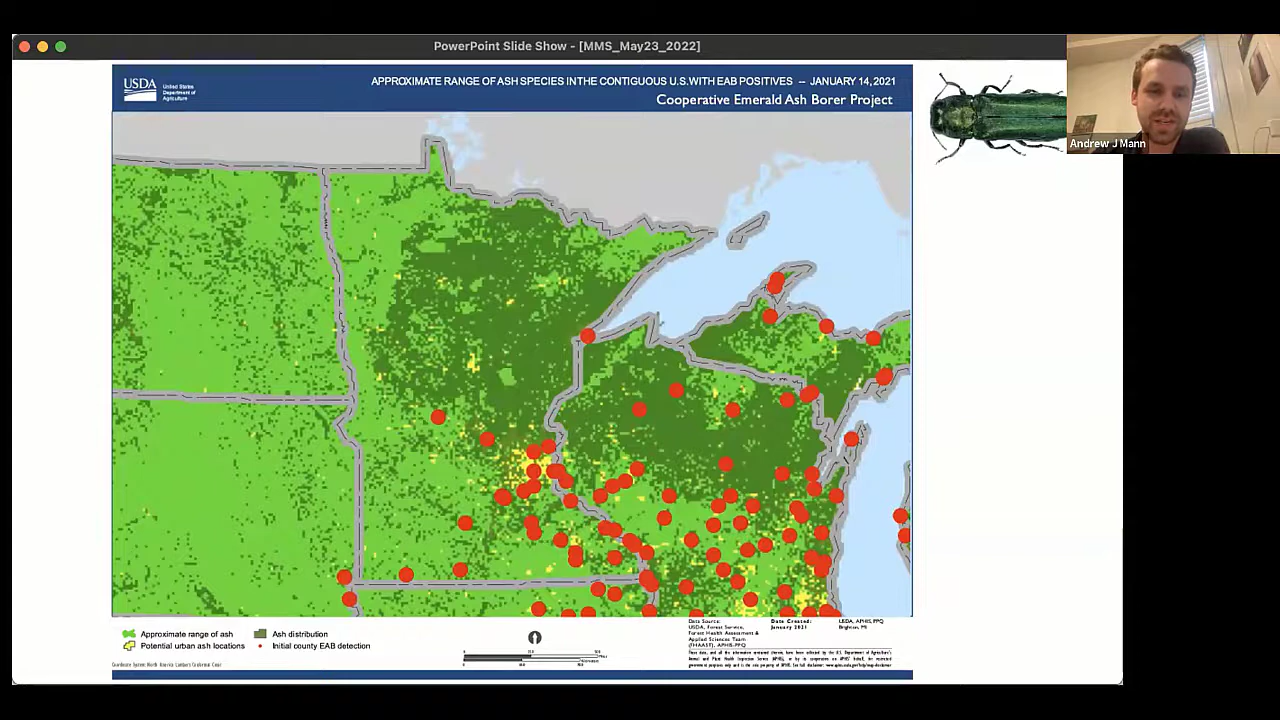 PowerPoint Slide Show - [MMS_May23_2022]
USDA
United States
Department of
Agriculture
APPROXIMATE RANGE OF ASH SPECIES IN THE CONTIGUOUS U.S. WITH EAB POSITIVES – JANUARY 14, 2021
Cooperative Emerald Ash Borer Project
Andrew J Mann
Approximate range of ash
Ash distribution
Potential urban ash locations
Initial county EAB detection
Data Source:
USDA, Forest Service,
Forest Health Assessment &
Applied Sciences Team
(FHAAST), APHIS-PPQ
Date Created:
January 2021
USDA, APHIS, PPQ
Brighton, MI